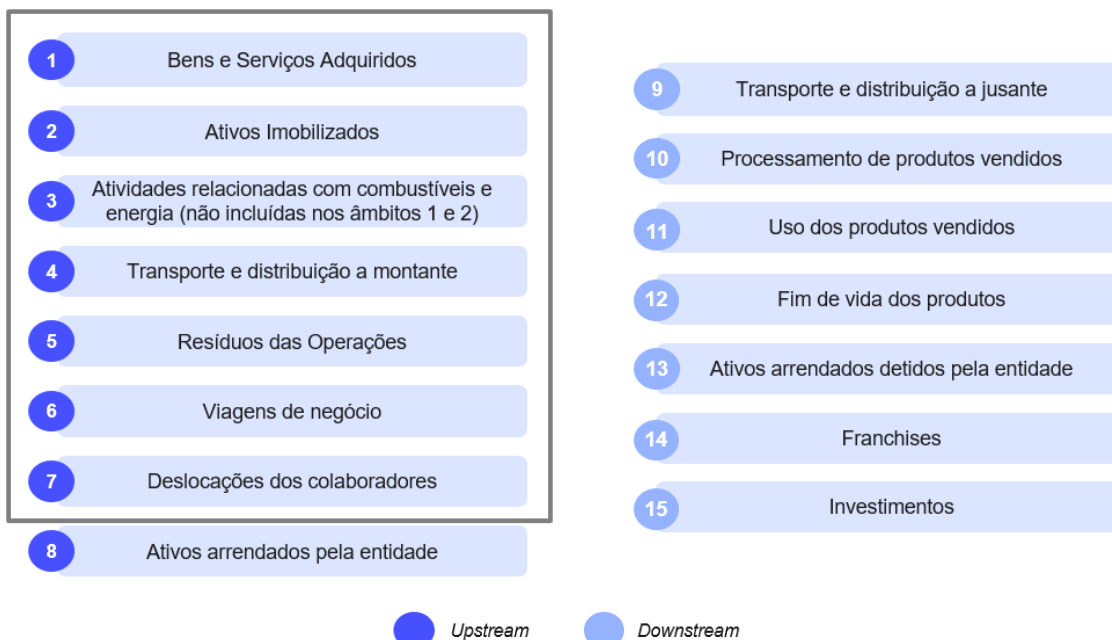 1
Bens e Serviços Adquiridos
2
Ativos Imobilizados
3
Atividades relacionadas com combustíveis e
energia (não incluídas nos âmbitos 1 e 2)
4
Transporte e distribuição a montante
5
Resíduos das Operações
6
Viagens de negócio
7
Deslocações dos colaboradores
8
Ativos arrendados pela entidade
9
Transporte e distribuição a jusante
10
Processamento de produtos vendidos
11
Uso dos produtos vendidos
12
Fim de vida dos produtos
13
Ativos arrendados detidos pela entidade
14
Franchises
15
Investimentos
Upstream
Downstream